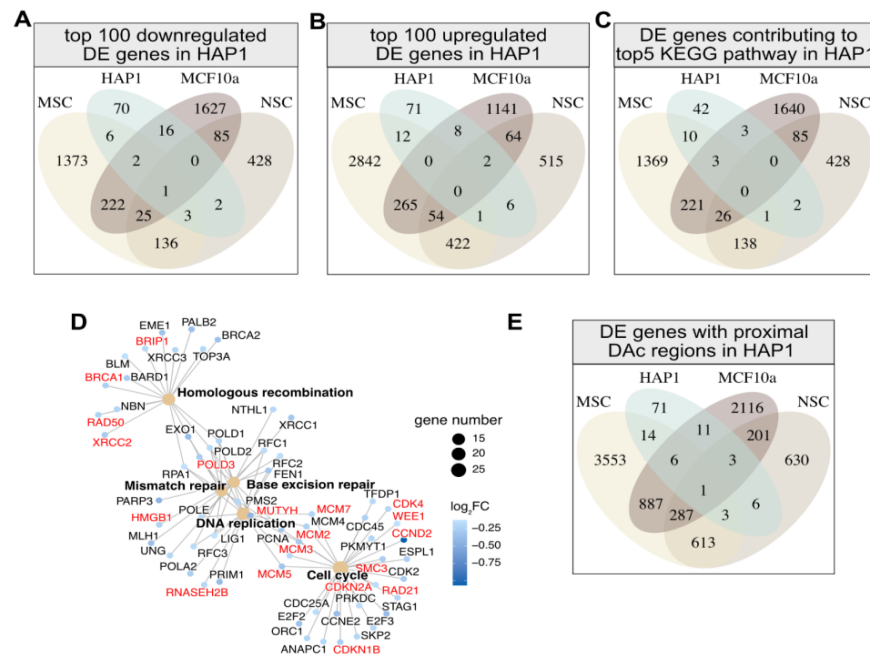 A
top 100 downregulated
DE genes in HAP1
HAP1 MCF10a
MSC NSC
70 1627
6 16 85
1373 2 0 428
1
222 25 3 2
136
B
top 100 upregulated
DE genes in HAP1
HAP1 MCF10a
MSC NSC
71 1141
12 8 64
2842 0 2 515
0
265 54 1 6
422
C
DE genes contributing to
top5 KEGG pathway in HAP1
HAP1 MCF10a
MSC NSC
42 1640
10 3 85
1369 3 0 428
0
221 26 1 2
138
D
EME1 PALB2
BRIP1 BRCA2
XRCC3 TOP3A
BLM
BRCA1 BARD1
Homologous recombination
NBN NTHL1
RAD50
EXO1 POLD1 XRCC1
XRCC2
POLD2 RFC1
POLD3 RFC2
RPA1 FEN1
Mismatch repair Base excision repair
PARP3 PMS2
MUTYH MCM7
HMGB1 POLE DNA replication MCM4
MLH1 LIG1 PCNA MCM2
UNG RFC3 MCM3
POLA2
PRIM1 MCM5
RNASEH2B
TFDP1 CDK4
WEE1
CDC45 CCND2
PKMYT1 ESPL1
SMC3 CDK2
Cell cycle
CDKN2A RAD21
CDC25A PRKDC STAG1
E2F2 CCNE2 E2F3
ORC1 SKP2
ANAPC1 CDKN1B
gene number
15
20
25
log2FC
−0.25
−0.50
−0.75
E
DE genes with proximal
DAc regions in HAP1
HAP1 MCF10a
MSC NSC
71 2116
14 11 201
3553 6 3 630
1
887 287 3 6
613